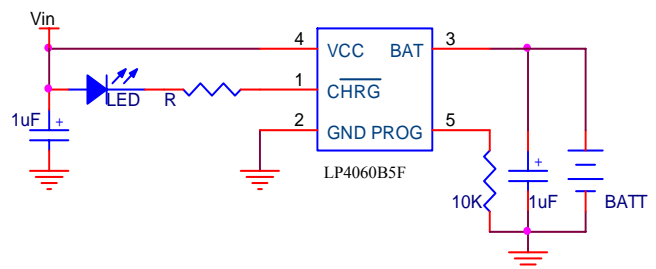 Vin
4
VCC
BAT
3
1
CHRG
LED
R
1uF
+
2
GND
PROG
5
LP4060B5F
10K
+
1uF
BATT